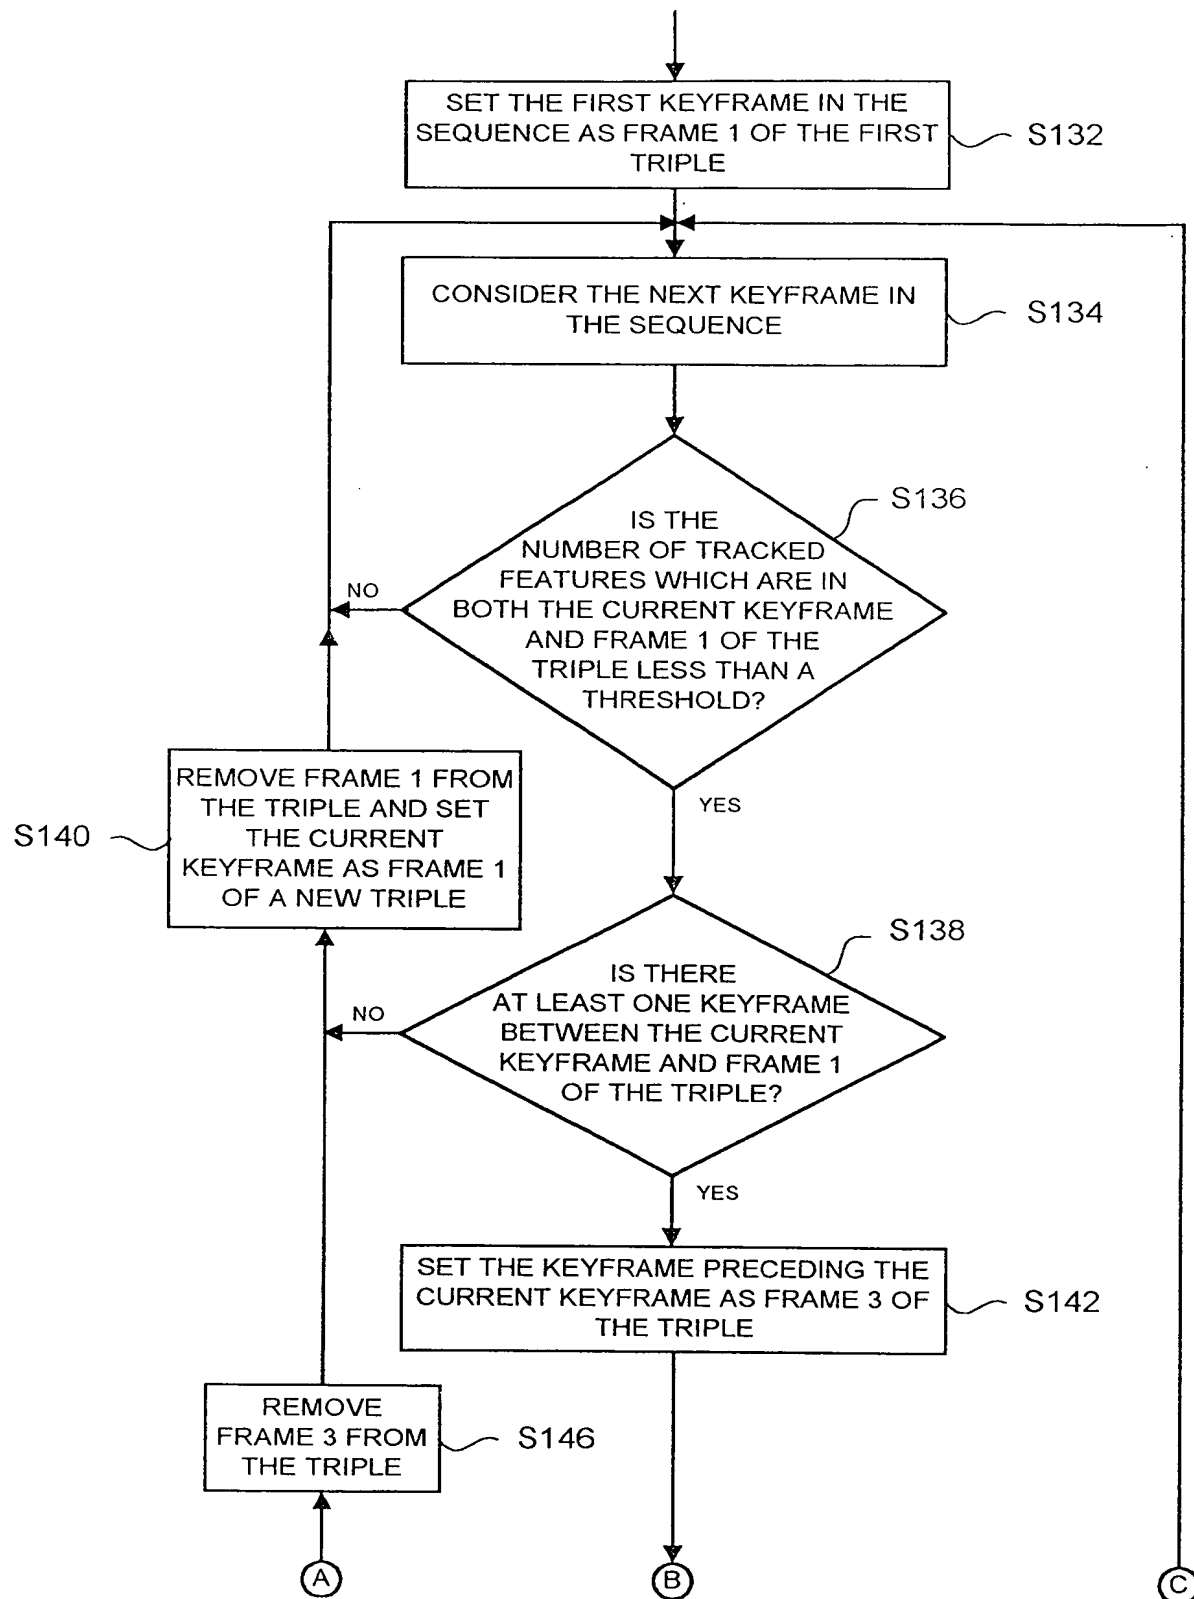 SET THE FIRST KEYFRAME IN THE
SEQUENCE AS FRAME 1 OF THE FIRST
TRIPLE
S132
CONSIDER THE NEXT KEYFRAME IN
THE SEQUENCE
S134
S136
IS THE
NUMBER OF TRACKED
FEATURES WHICH ARE IN
BOTH THE CURRENT KEYFRAME
AND FRAME 1 OF THE
TRIPLE LESS THAN A
THRESHOLD?
NO
YES
REMOVE FRAME 1 FROM
THE TRIPLE AND SET
THE CURRENT
KEYFRAME AS FRAME 1
OF A NEW TRIPLE
S140
S138
IS THERE
AT LEAST ONE KEYFRAME
BETWEEN THE CURRENT
KEYFRAME AND FRAME 1
OF THE TRIPLE?
NO
YES
SET THE KEYFRAME PRECEDING THE
CURRENT KEYFRAME AS FRAME 3 OF
THE TRIPLE
S142
REMOVE
FRAME 3 FROM
THE TRIPLE
S146
A
B
C